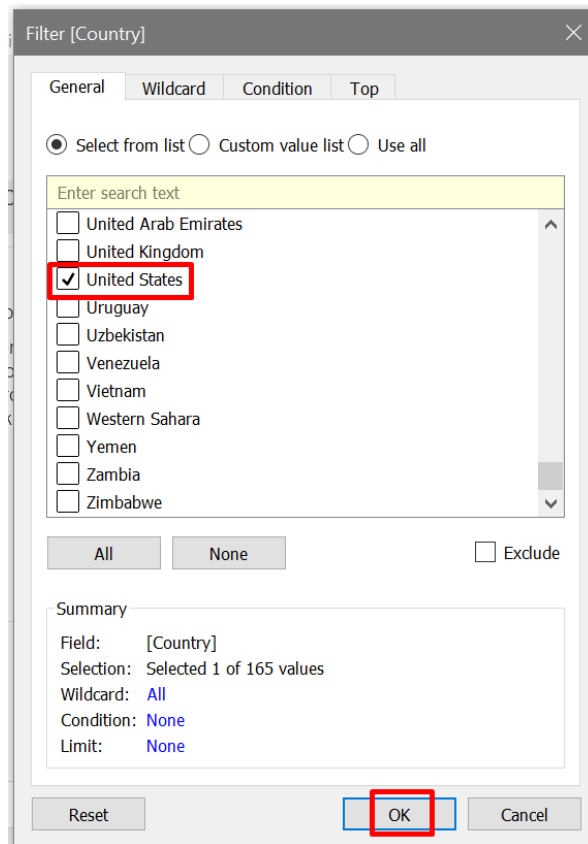 Filter [Country]
General Wildcard Condition Top
Select from list Custom value list Use all
Enter search text
United Arab Emirates
United Kingdom
United States
Uruguay
Uzbekistan
Venezuela
Vietnam
Western Sahara
Yemen
Zambia
Zimbabwe
All None Exclude
Summary
Field: [Country]
Selection: Selected 1 of 165 values
Wildcard: All
Condition: None
Limit: None
Reset OK Cancel